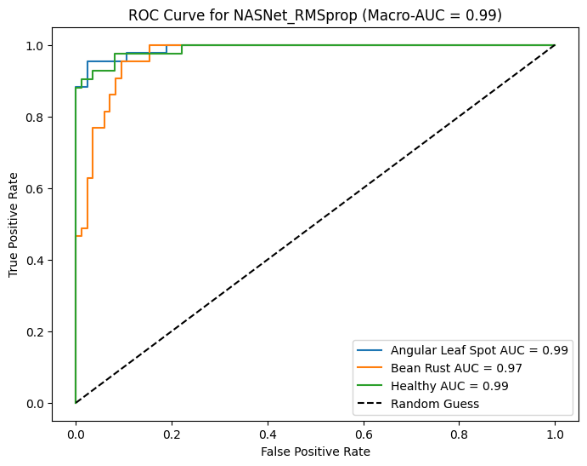 ROC Curve for NASNet_RMSprop (Macro-AUC = 0.99)
True Positive Rate
1.0
0.8
0.6
0.4
0.2
0.0
Angular Leaf Spot AUC = 0.99
Bean Rust AUC = 0.97
Healthy AUC = 0.99
Random Guess
0.0 0.2 0.4 0.6 0.8 1.0
False Positive Rate